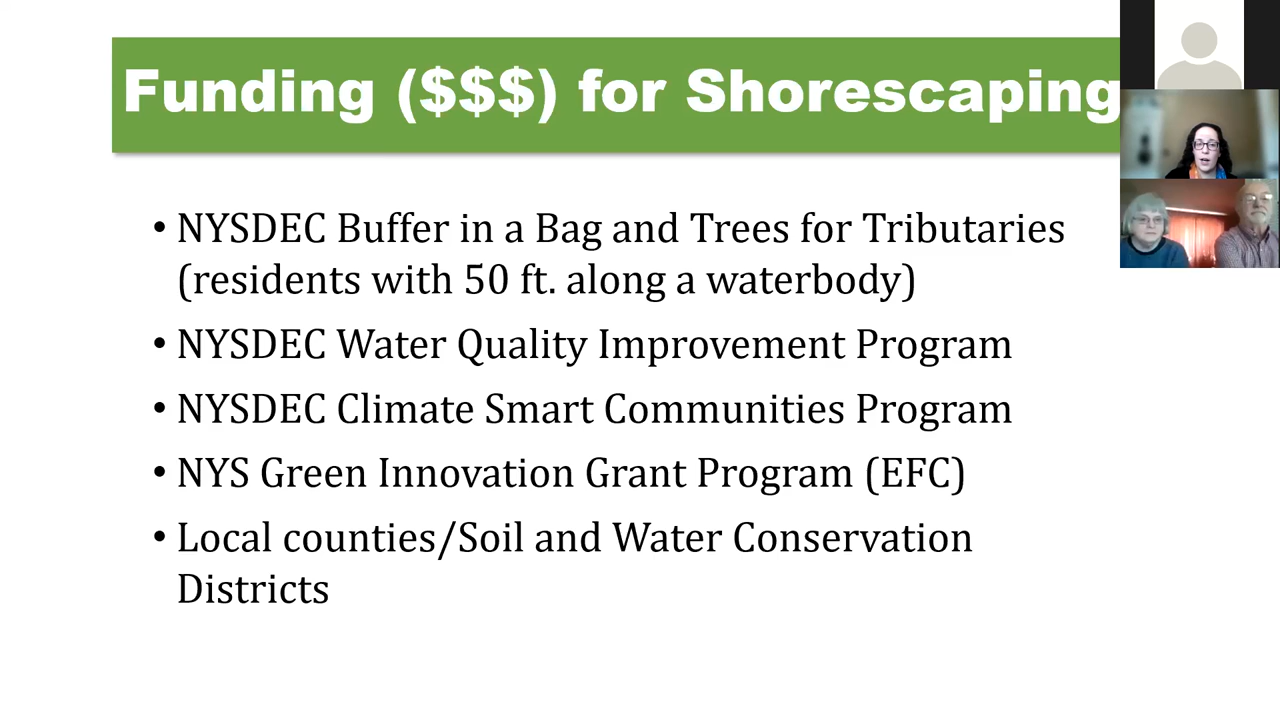 Funding ($$$) for Shorescaping
• NYSDEC Buffer in a Bag and Trees for Tributaries
(residents with 50 ft. along a waterbody)
• NYSDEC Water Quality Improvement Program
• NYSDEC Climate Smart Communities Program
• NYS Green Innovation Grant Program (EFC)
• Local counties/Soil and Water Conservation
Districts